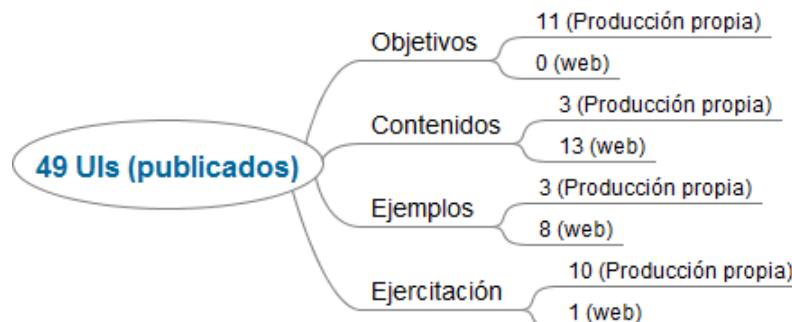 49 UIs (publicados)
Objetivos
11 (Producción propia)
0 (web)
Contenidos
3 (Producción propia)
13 (web)
Ejemplos
3 (Producción propia)
8 (web)
Ejercitación
10 (Producción propia)
1 (web)